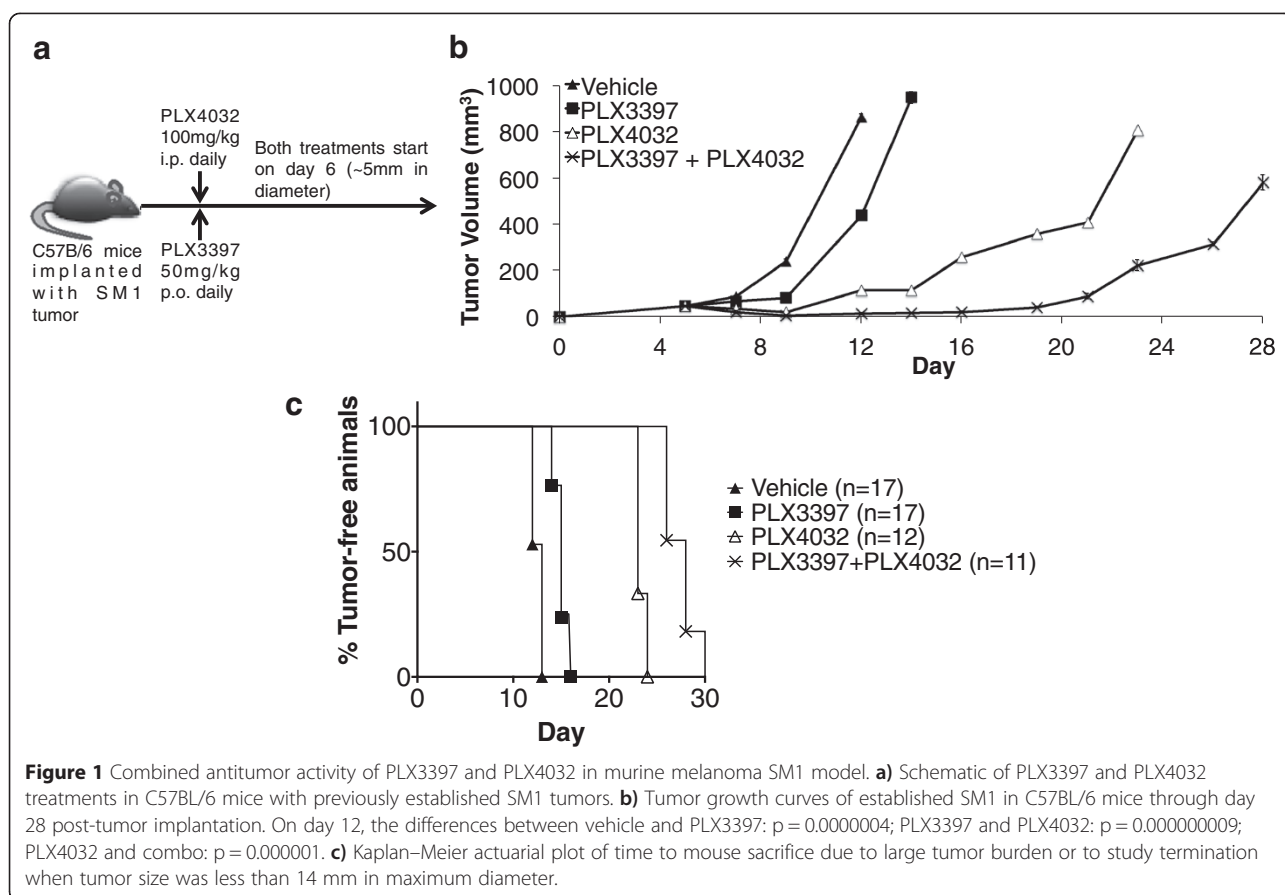 a
PLX4032
100mg/kg
i.p. daily
Both treatments start
on day 6 (~5mm in
diameter)
C57B/6 mice
implanted
with SM1
tumor
PLX3397
50mg/kg
p.o. daily
b
Tumor Volume (mm³)
1000
800
600
400
200
0
Vehicle
PLX3397
PLX4032
PLX3397 + PLX4032
0 4 8 12 16 20 24 28
Day
c
% Tumor-free animals
100
50
0
0 10 20 30
Day
Vehicle (n=17)
PLX3397 (n=17)
PLX4032 (n=12)
PLX3397+PLX4032 (n=11)
Figure 1 Combined antitumor activity of PLX3397 and PLX4032 in murine melanoma SM1 model. a) Schematic of PLX3397 and PLX4032
treatments in C57BL/6 mice with previously established SM1 tumors. b) Tumor growth curves of established SM1 in C57BL/6 mice through day
28 post-tumor implantation. On day 12, the differences between vehicle and PLX3397: p = 0.0000004; PLX3397 and PLX4032: p = 0.000000009;
PLX4032 and combo: p = 0.000001. c) Kaplan–Meier actuarial plot of time to mouse sacrifice due to large tumor burden or to study termination
when tumor size was less than 14 mm in maximum diameter.